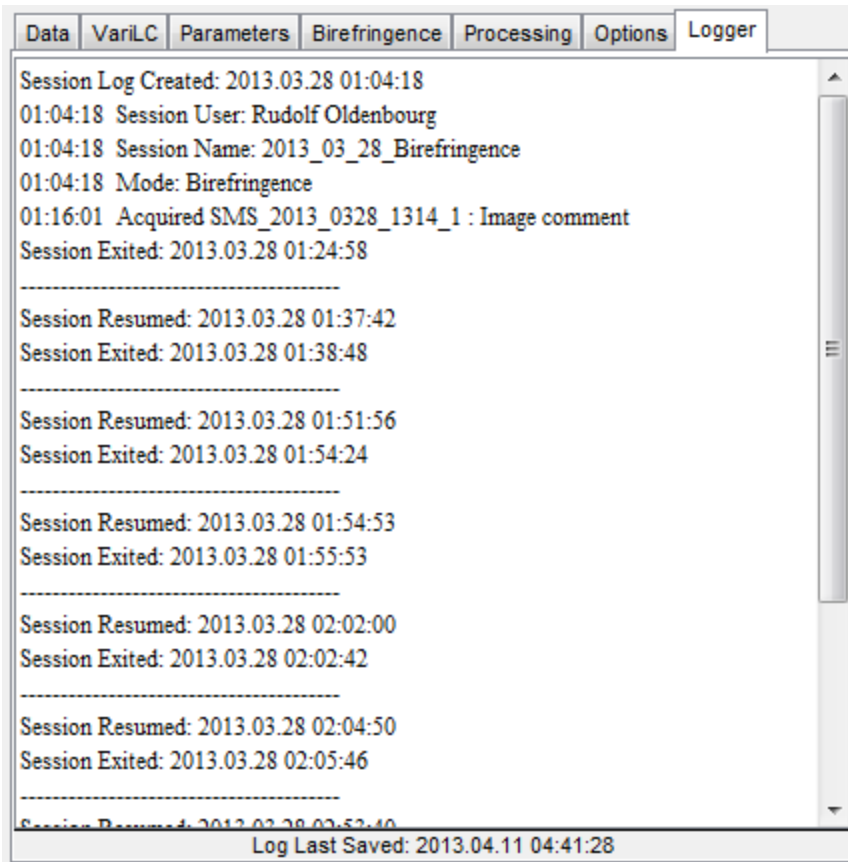 Data VariLC Parameters Birefringence Processing Options Logger
Session Log Created: 2013.03.28 01:04:18
01:04:18 Session User: Rudolf Oldenbourg
01:04:18 Session Name: 2013_03_28_Birefringence
01:04:18 Mode: Birefringence
01:16:01 Acquired SMS_2013_0328_1314_1 : Image comment
Session Exited: 2013.03.28 01:24:58
----------------------------------------
Session Resumed: 2013.03.28 01:37:42
Session Exited: 2013.03.28 01:38:48
----------------------------------------
Session Resumed: 2013.03.28 01:51:56
Session Exited: 2013.03.28 01:54:24
----------------------------------------
Session Resumed: 2013.03.28 01:54:53
Session Exited: 2013.03.28 01:55:53
----------------------------------------
Session Resumed: 2013.03.28 02:02:00
Session Exited: 2013.03.28 02:02:42
----------------------------------------
Session Resumed: 2013.03.28 02:04:50
Session Exited: 2013.03.28 02:05:46
----------------------------------------
Session Resumed: 2013.03.28
Log Last Saved: 2013.04.11 04:41:28